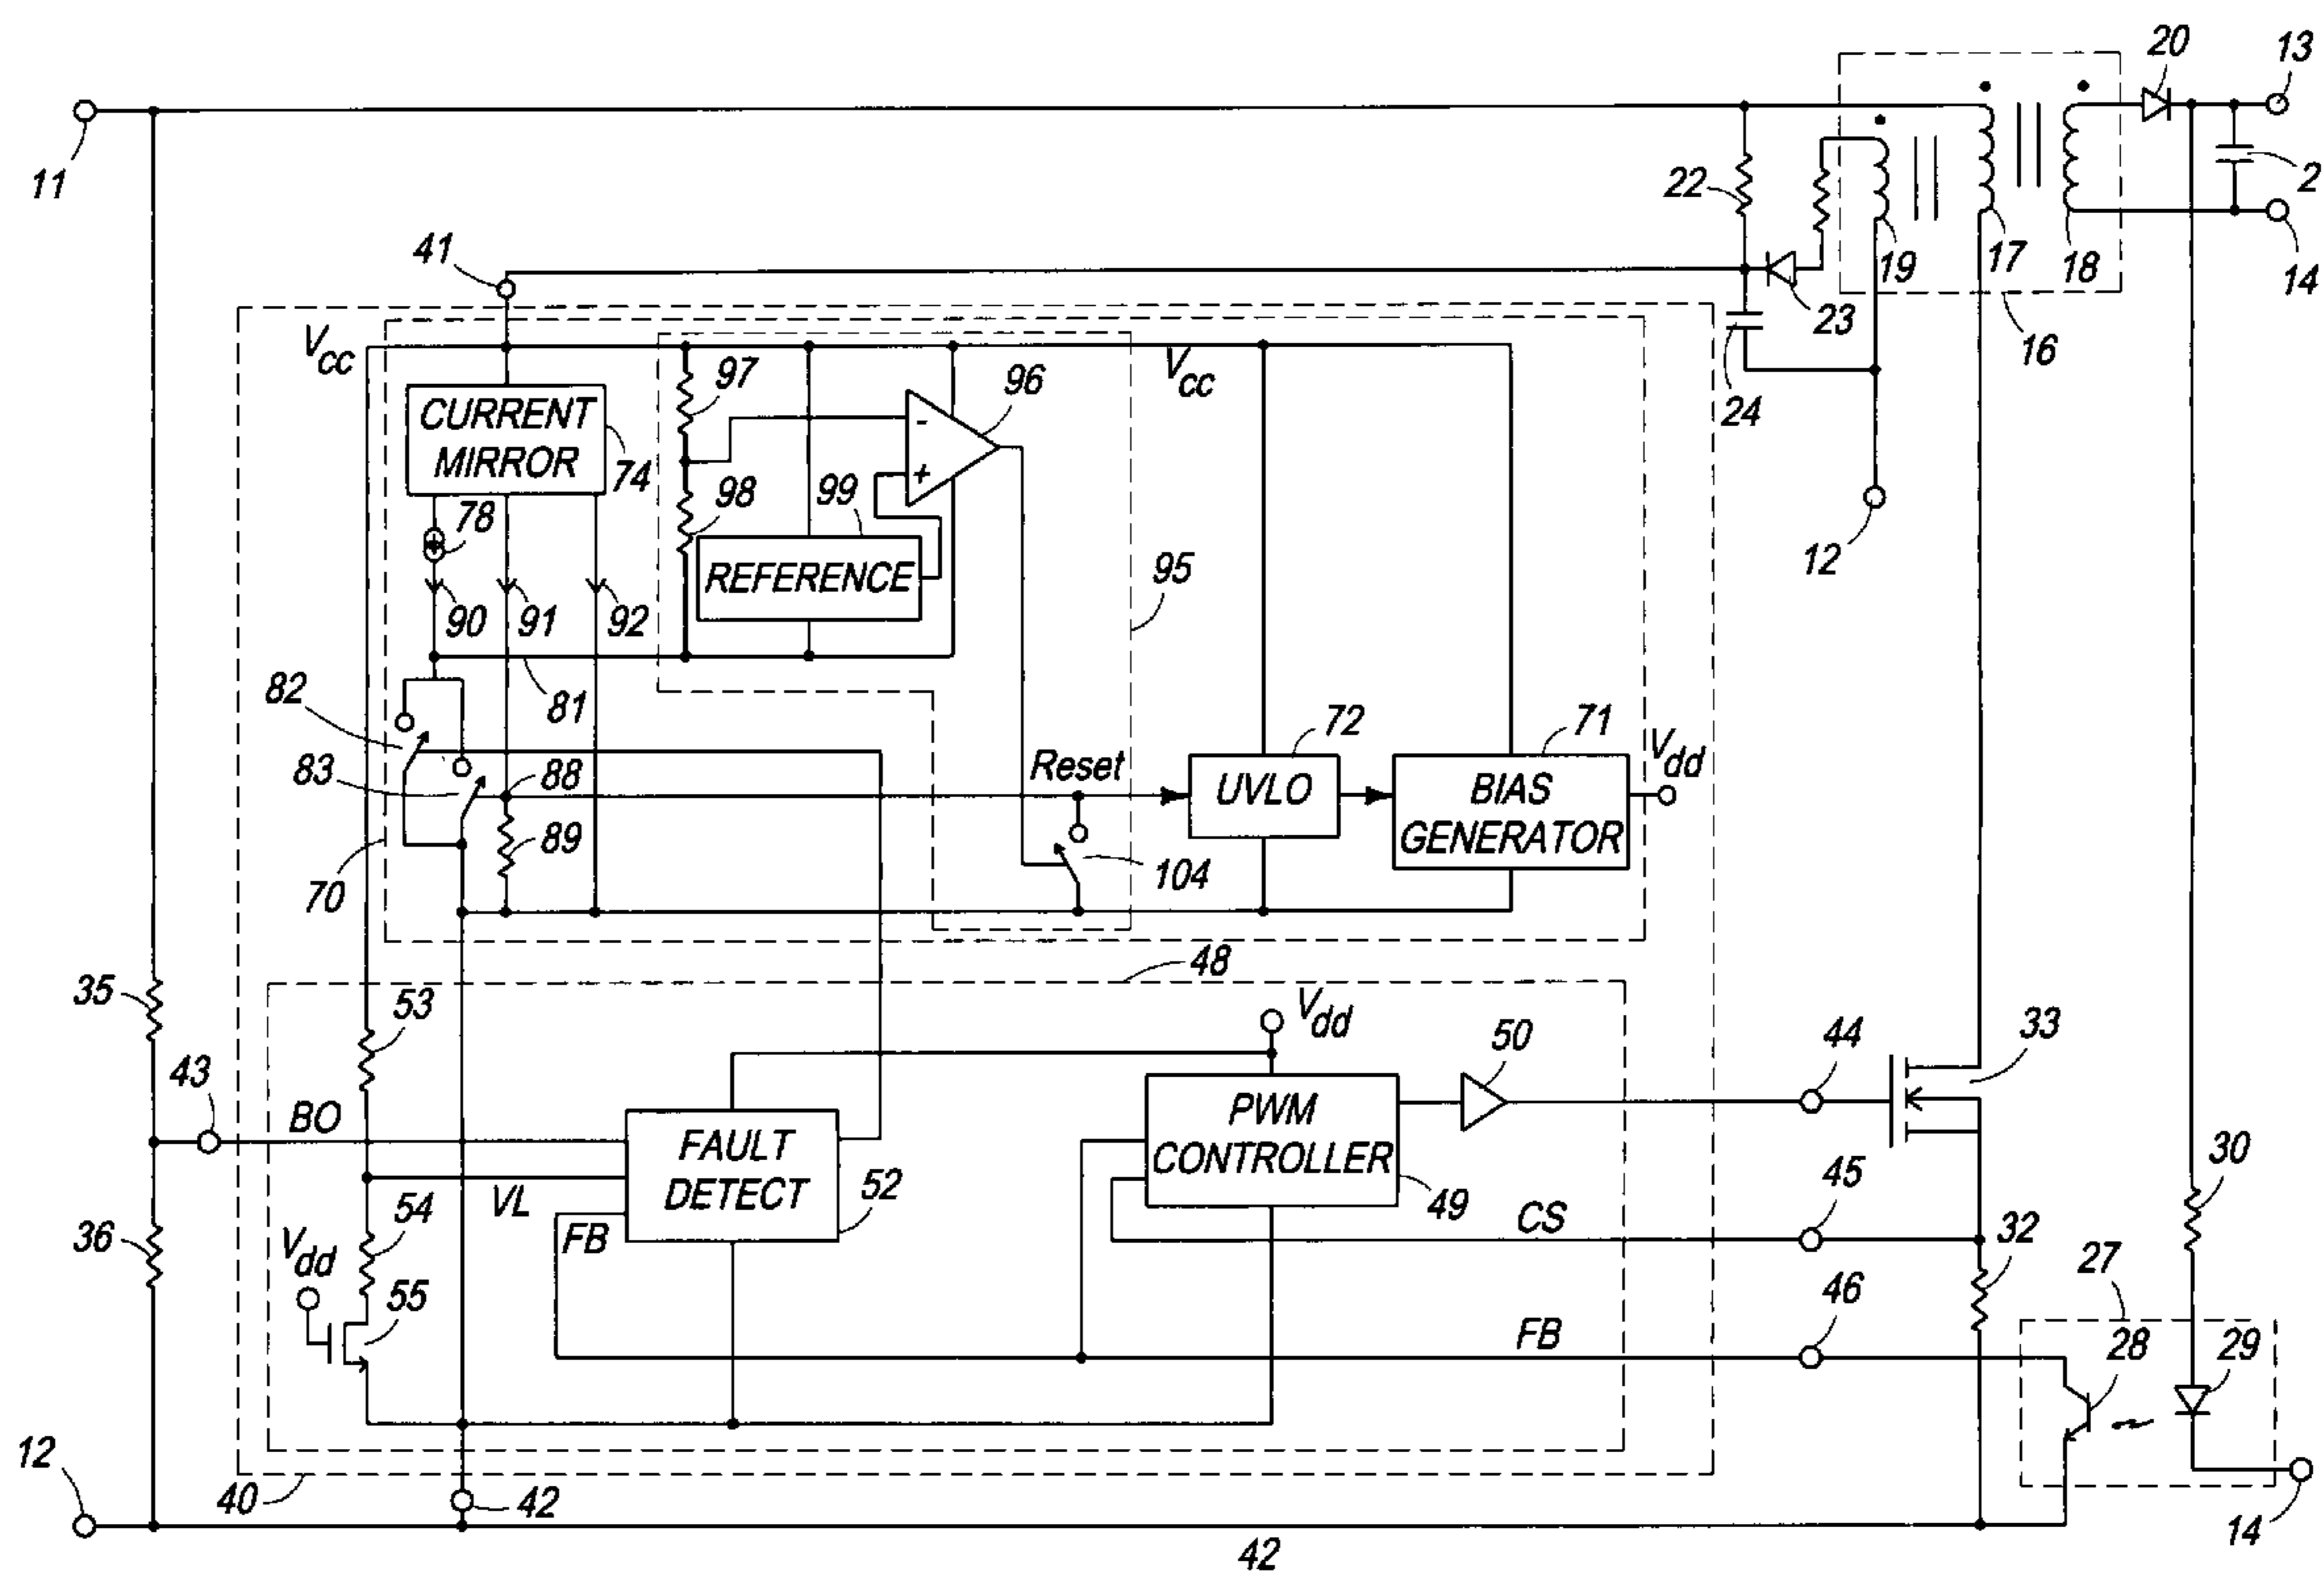 20
13
11
22
2
41
19
17
18
14
23
16
Vcc
97
96
Vcc
24
CURRENT
MIRROR
74
-
+
98
99
78
REFERENCE
95
12
90
91
92
82
81
72
71
Vdd
83
88
Reset
UVLO
BIAS
GENERATOR
89
104
70
48
35
53
Vdd
50
44
33
43
BO
PWM
CONTROLLER
FAULT
DETECT
30
52
45
VL
49
CS
54
FB
36
32
Vdd
27
55
46
FB
28
29
12
40
42
14
42